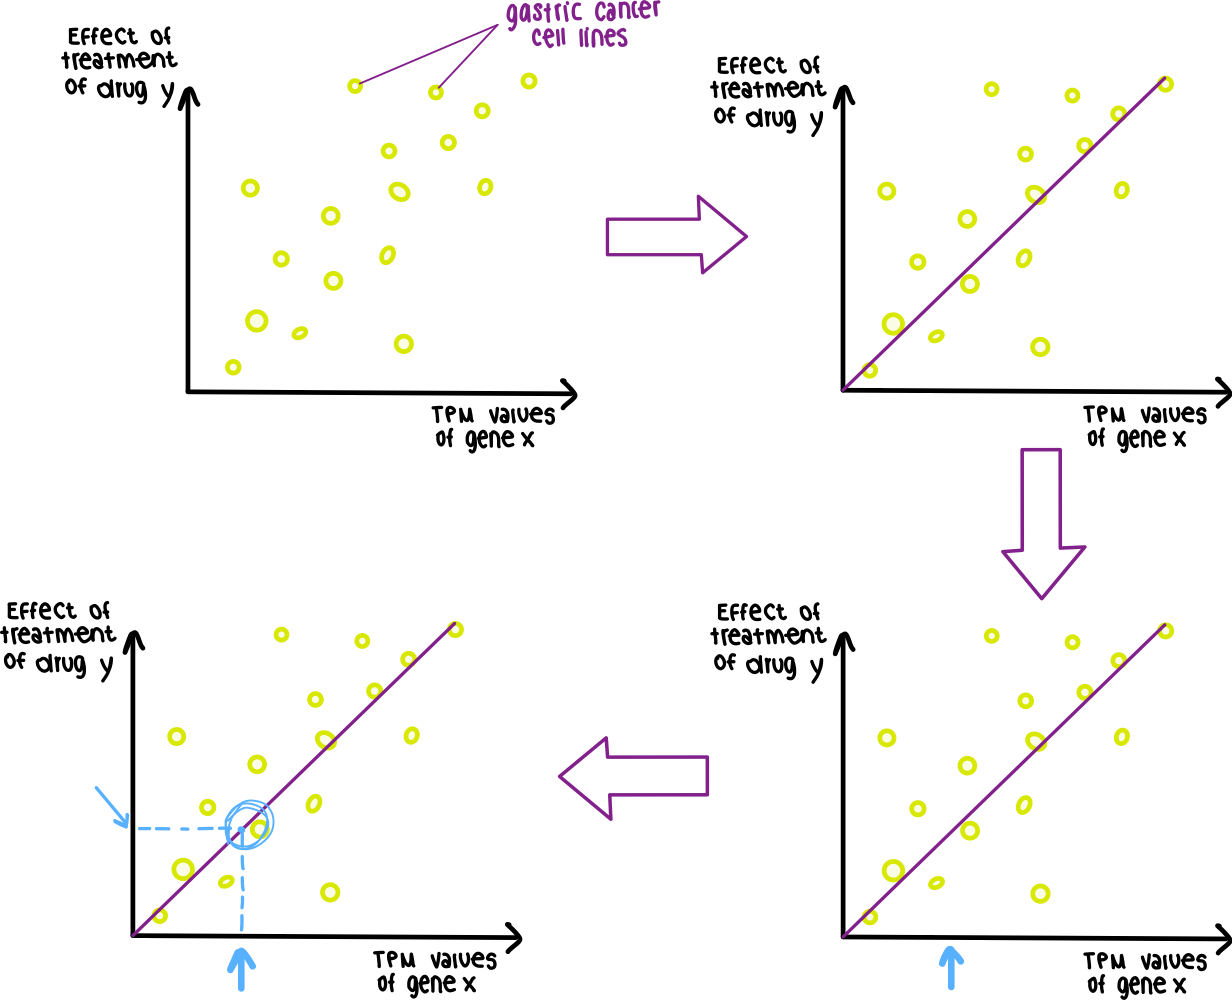 gastric cancer
cell lines
Effect of
treatment
of drug y
TPM values
of gene x
Effect of
treatment
of drug y
TPM values
of gene x
Effect of
treatment
of drug y
TPM values
of gene x
Effect of
treatment
of drug y
TPM values
of gene x